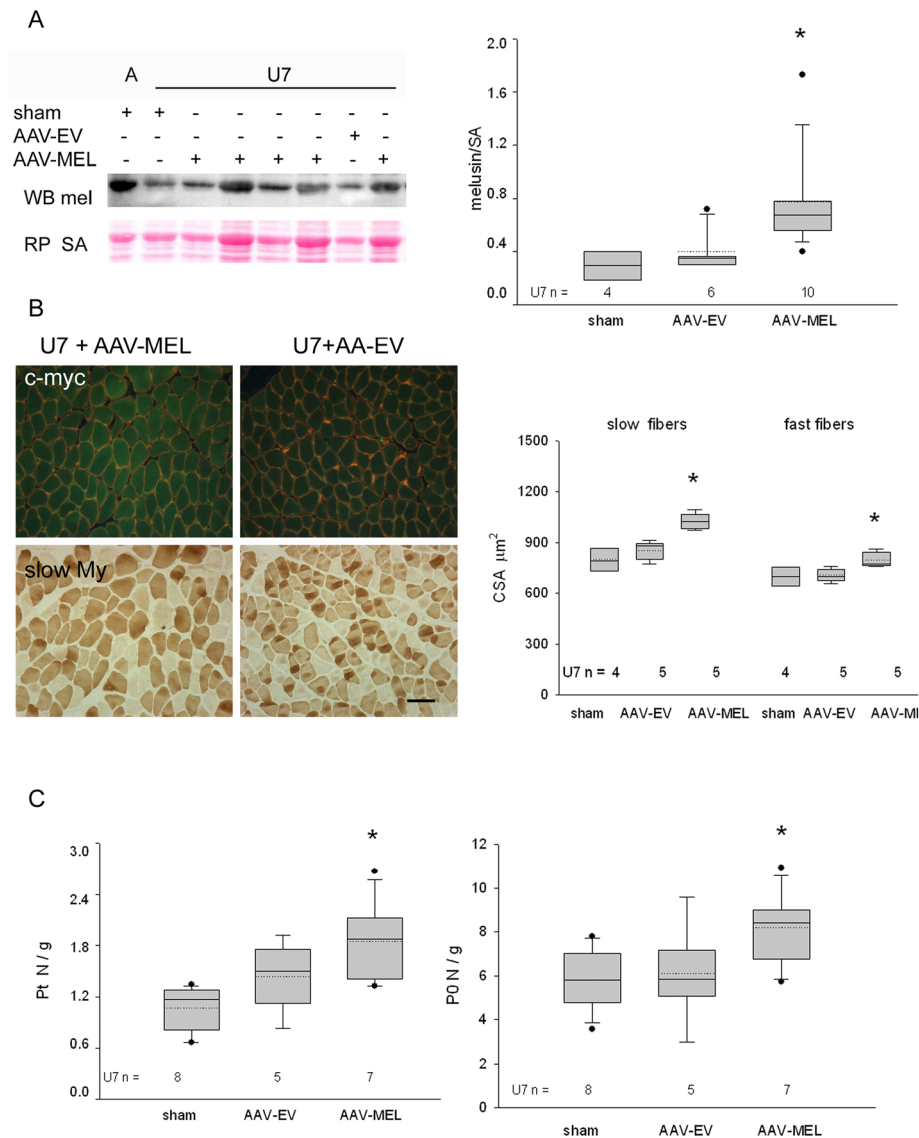 A
A U7
sham + + - - - - - -
AAV-EV - - - - - - + -
AAV-MEL - - + + + + - +
WB mel
RP SA
2.0
1.6
1.2
0.8
0.4
0.0
melusin/SA
*
U7 n = 4 6 10
sham AAV-EV AAV-MEL
B
U7 + AAV-MEL U7+AA-EV
c-myc
slow My
slow fibers fast fibers
1500
1200
900
600
300
0
CSA µm²
* *
U7 n = 4 5 5 4 5 5
sham AAV-EV AAV-MEL sham AAV-EV AAV-MI
C
3.0
2.4
1.8
1.2
0.6
0.0
Pt N / g
*
U7 n = 8 5 7
sham AAV-EV AAV-MEL
12
10
8
6
4
2
0
P0 N / g
*
U7 n = 8 5 7
sham AAV-EV AAV-MEL